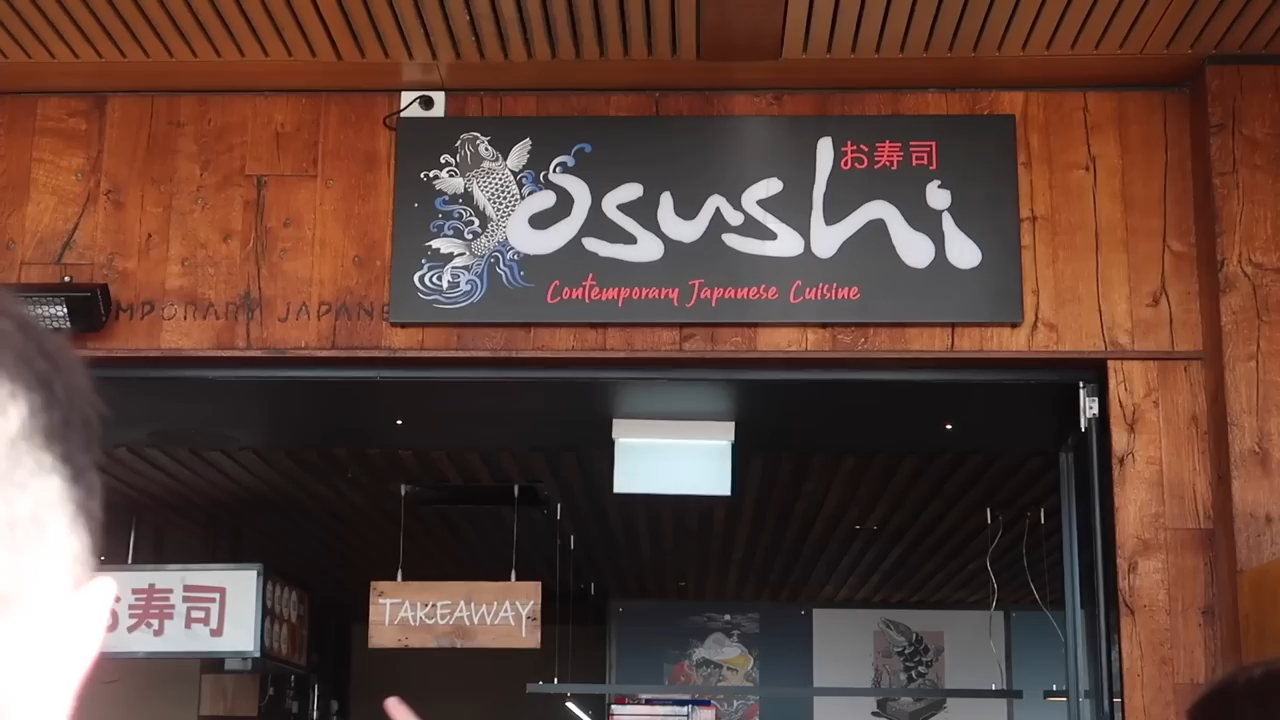 お寿司
osushi
Contemporary Japanese Cuisine
MPORARY JAPANE
お寿司
TAKEAWAY